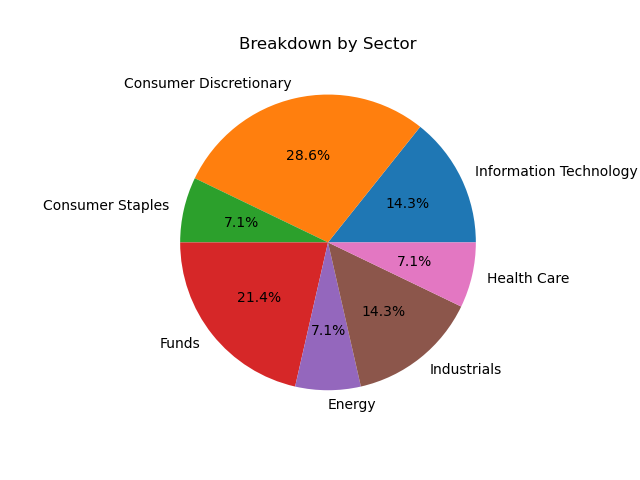 Breakdown by Sector
Consumer Discretionary
28.6%
Information Technology
14.3%
Consumer Staples
7.1%
7.1%
Health Care
21.4%
14.3%
7.1%
Funds
Industrials
Energy